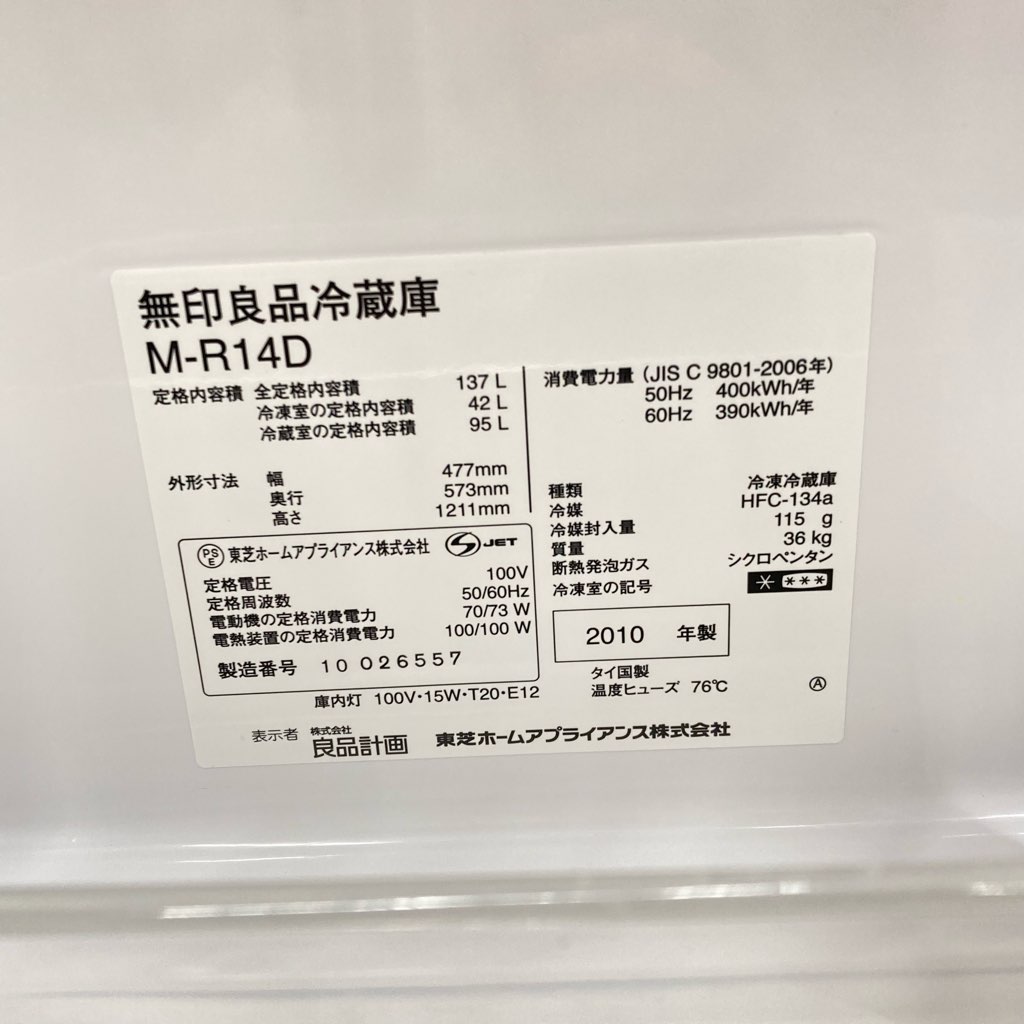 無印良品冷蔵庫
M-R14D
定格内容積 全定格内容積 137 L
冷凍室の定格内容積 42 L
冷蔵室の定格内容積 95 L
外形寸法 幅 477mm
奥行 573mm
高さ 1211mm
消費電力量 (JIS C 9801-2006年)
50Hz 400kWh/年
60Hz 390kWh/年
種類 冷凍冷蔵庫
冷媒 HFC-134a
冷媒封入量 115 g
質量 36 kg
断熱発泡ガス シクロペンタン
冷凍室の記号 * ***
PSE 東芝ホームアプライアンス株式会社 S JET
定格電圧 100V
定格周波数 50/60Hz
電動機の定格消費電力 70/73 W
電熱装置の定格消費電力 100/100 W
製造番号 10 026557
2010 年製
タイ国製
庫内灯 100V・15W・T20・E12
温度ヒューズ 76℃ Ⓐ
表示者 株式会社 良品計画 東芝ホームアプライアンス株式会社